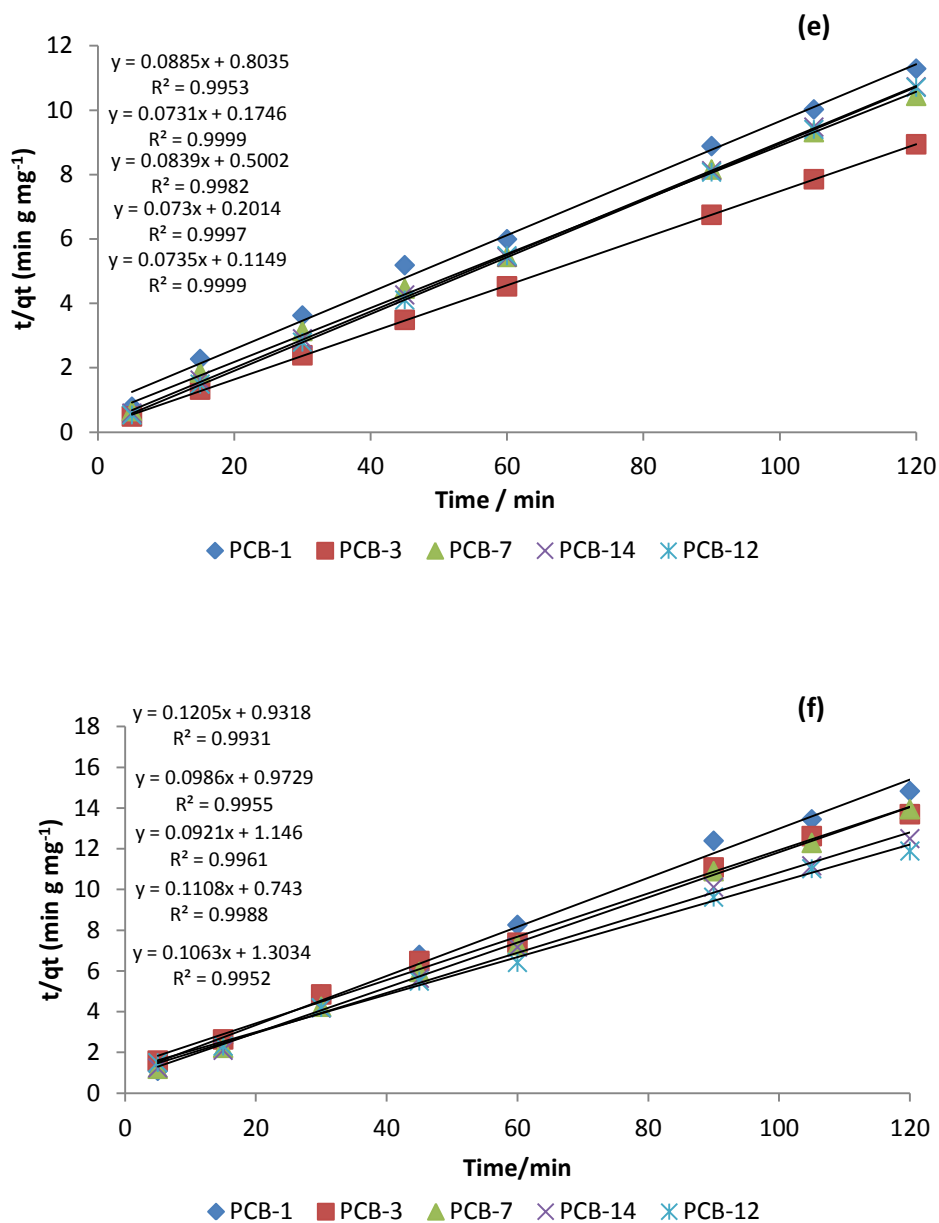 (e)
y = 0.0885x + 0.8035
R² = 0.9953
y = 0.0731x + 0.1746
R² = 0.9999
y = 0.0839x + 0.5002
R² = 0.9982
y = 0.073x + 0.2014
R² = 0.9997
y = 0.0735x + 0.1149
R² = 0.9999
t/qt (min g mg⁻¹)
12
10
8
6
4
2
0
0 20 40 60 80 100 120
Time / min
PCB-1 PCB-3 PCB-7 PCB-14 PCB-12
(f)
y = 0.1205x + 0.9318
R² = 0.9931
y = 0.0986x + 0.9729
R² = 0.9955
y = 0.0921x + 1.146
R² = 0.9961
y = 0.1108x + 0.743
R² = 0.9988
y = 0.1063x + 1.3034
R² = 0.9952
t/qt (min g mg⁻¹)
18
16
14
12
10
8
6
4
2
0
0 20 40 60 80 100 120
Time/min
PCB-1 PCB-3 PCB-7 PCB-14 PCB-12